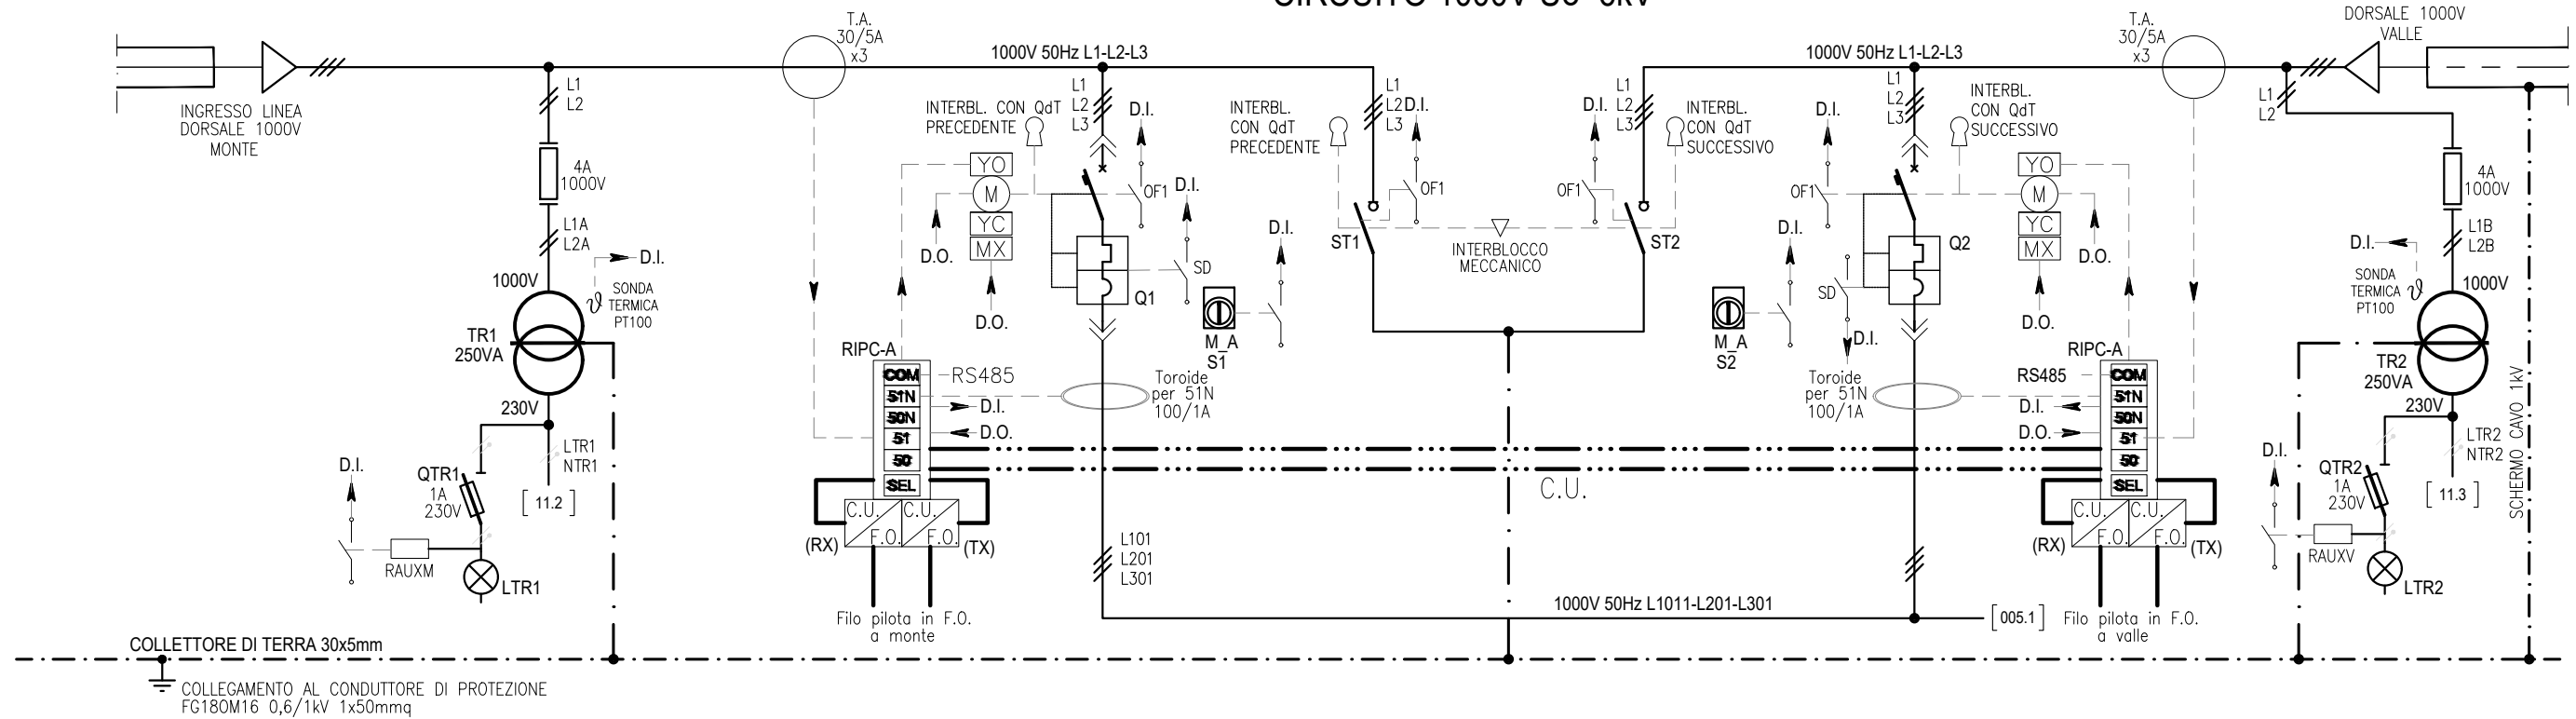 CIRCUITO 1000V Uc=6kV
INGRESSO LINEA
DORSALE 1000V
MONTE
L1
L2
4A
1000V
L1A
L2A
1000V
D.I.
SONDA
TERMICA
PT100
TR1
250VA
230V
LTR1
NTR1
[ 11.2 ]
QTR1
1A
230V
D.I.
RAUXM
LTR1
COLLETTORE DI TERRA 30x5mm
COLLEGAMENTO AL CONDUTTORE DI PROTEZIONE
FG180M16 0,6/1kV 1x50mmq
T.A.
30/5A
x3
1000V 50Hz L1-L2-L3
INTERBL. CON QdT
PRECEDENTE
L1
L2
L3
D.I.
YO
M
YC
MX
D.O.
D.O.
OF1
D.I.
SD
Q1
D.I.
M_A
S1
RIPC-A
COM
51N
50N
51
50
SEL
RS485
D.I.
D.O.
Toroide
per 51N
100/1A
C.U.
F.O.
C.U.
F.O.
(RX)
(TX)
Filo pilota in F.O.
a monte
L101
L201
L301
INTERBL.
CON QdT
PRECEDENTE
L1
L2
L3
D.I.
OF1
ST1
INTERBLOCCO
MECCANICO
D.I.
L1
L2
L3
OF1
ST2
INTERBL.
CON QdT
SUCCESSIVO
C.U.
1000V 50Hz L1011-L201-L301
[005.1]
1000V 50Hz L1-L2-L3
D.I.
L1
L2
L3
INTERBL.
CON QdT
SUCCESSIVO
OF1
YO
M
YC
MX
D.O.
D.O.
Q2
SD
D.I.
D.I.
M_A
S2
Toroide
per 51N
100/1A
RIPC-A
COM
51N
50N
51
50
SEL
RS485
D.I.
D.O.
C.U.
F.O.
C.U.
F.O.
(RX)
(TX)
Filo pilota in F.O.
a valle
T.A.
30/5A
x3
DORSALE 1000V
VALLE
L1
L2
4A
1000V
L1B
L2B
D.I.
SONDA
TERMICA
PT100
1000V
TR2
250VA
230V
LTR2
NTR2
[ 11.3 ]
QTR2
1A
230V
D.I.
RAUXV
LTR2
SCHERMO CAVO 1kV